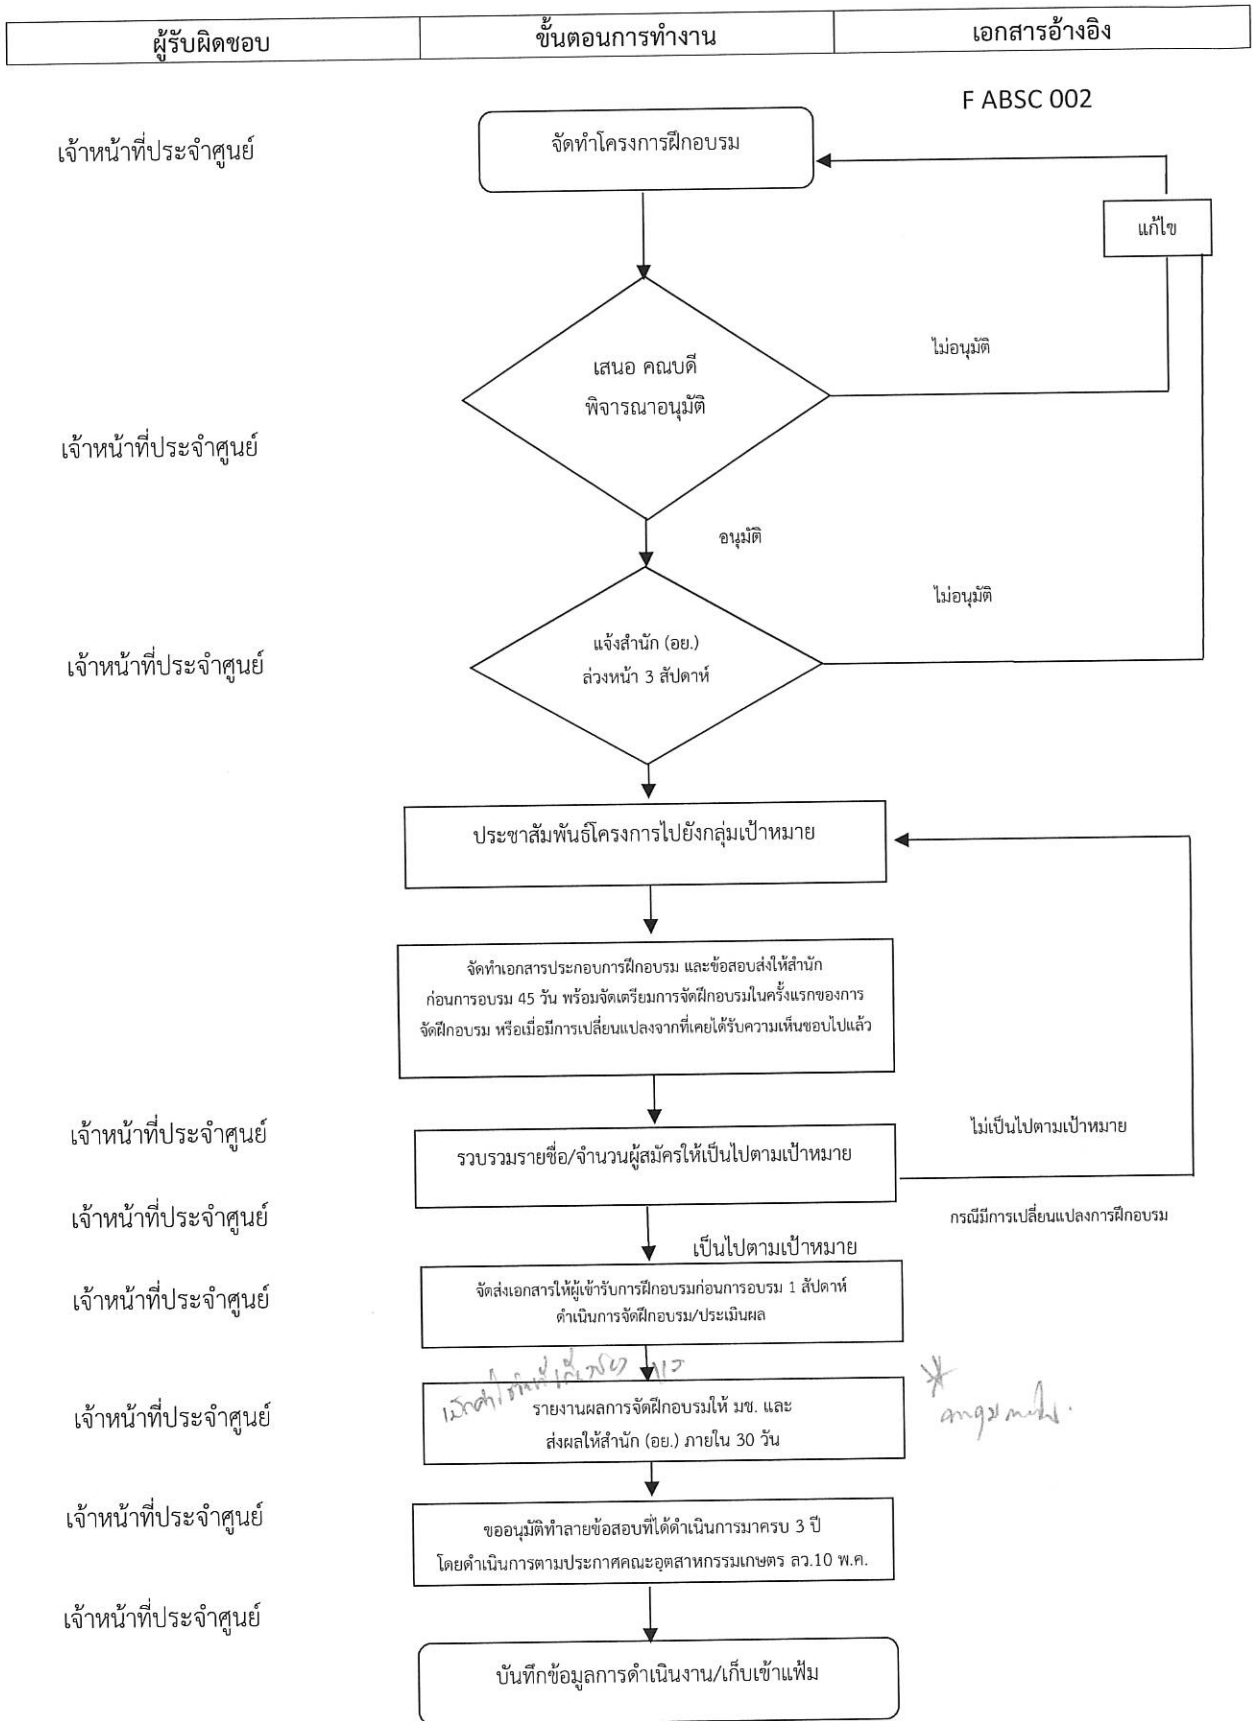 ผู้รับผิดชอบ ขั้นตอนการทำงาน เอกสารอ้างอิง
F ABSC 002
เจ้าหน้าที่ประจำศูนย์ จัดทำโครงการฝึกอบรม
แก้ไข
ไม่อนุมัติ
เสนอ คณบดี
พิจารณาอนุมัติ
เจ้าหน้าที่ประจำศูนย์
อนุมัติ
ไม่อนุมัติ
แจ้งสำนัก (อย.)
เจ้าหน้าที่ประจำศูนย์ ล่วงหน้า 3 สัปดาห์
ประชาสัมพันธ์โครงการไปยังกลุ่มเป้าหมาย
จัดทำเอกสารประกอบการฝึกอบรม และข้อสอบส่งให้สำนัก
ก่อนการอบรม 45 วัน พร้อมจัดเตรียมการจัดฝึกอบรมในครั้งแรกของการ
จัดฝึกอบรม หรือเมื่อมีการเปลี่ยนแปลงจากที่เคยได้รับความเห็นชอบไปแล้ว
ไม่เป็นไปตามเป้าหมาย
เจ้าหน้าที่ประจำศูนย์ รวบรวมรายชื่อ/จำนวนผู้สมัครให้เป็นไปตามเป้าหมาย
เจ้าหน้าที่ประจำศูนย์ กรณีมีการเปลี่ยนแปลงการฝึกอบรม
เป็นไปตามเป้าหมาย
เจ้าหน้าที่ประจำศูนย์ จัดส่งเอกสารให้ผู้เข้ารับการฝึกอบรมก่อนการอบรม 1 สัปดาห์
ดำเนินการจัดฝึกอบรม/ประเมินผล
เจ้าหน้าที่ประจำศูนย์ รายงานผลการจัดฝึกอบรมให้ มช. และ
ส่งผลให้สำนัก (อย.) ภายใน 30 วัน
เจ้าหน้าที่ประจำศูนย์ ขออนุมัติทำลายข้อสอบที่ได้ดำเนินการมาครบ 3 ปี
โดยดำเนินการตามประกาศคณะอุตสาหกรรมเกษตร ลว.10 พ.ค.
เจ้าหน้าที่ประจำศูนย์
บันทึกข้อมูลการดำเนินงาน/เก็บเข้าแฟ้ม